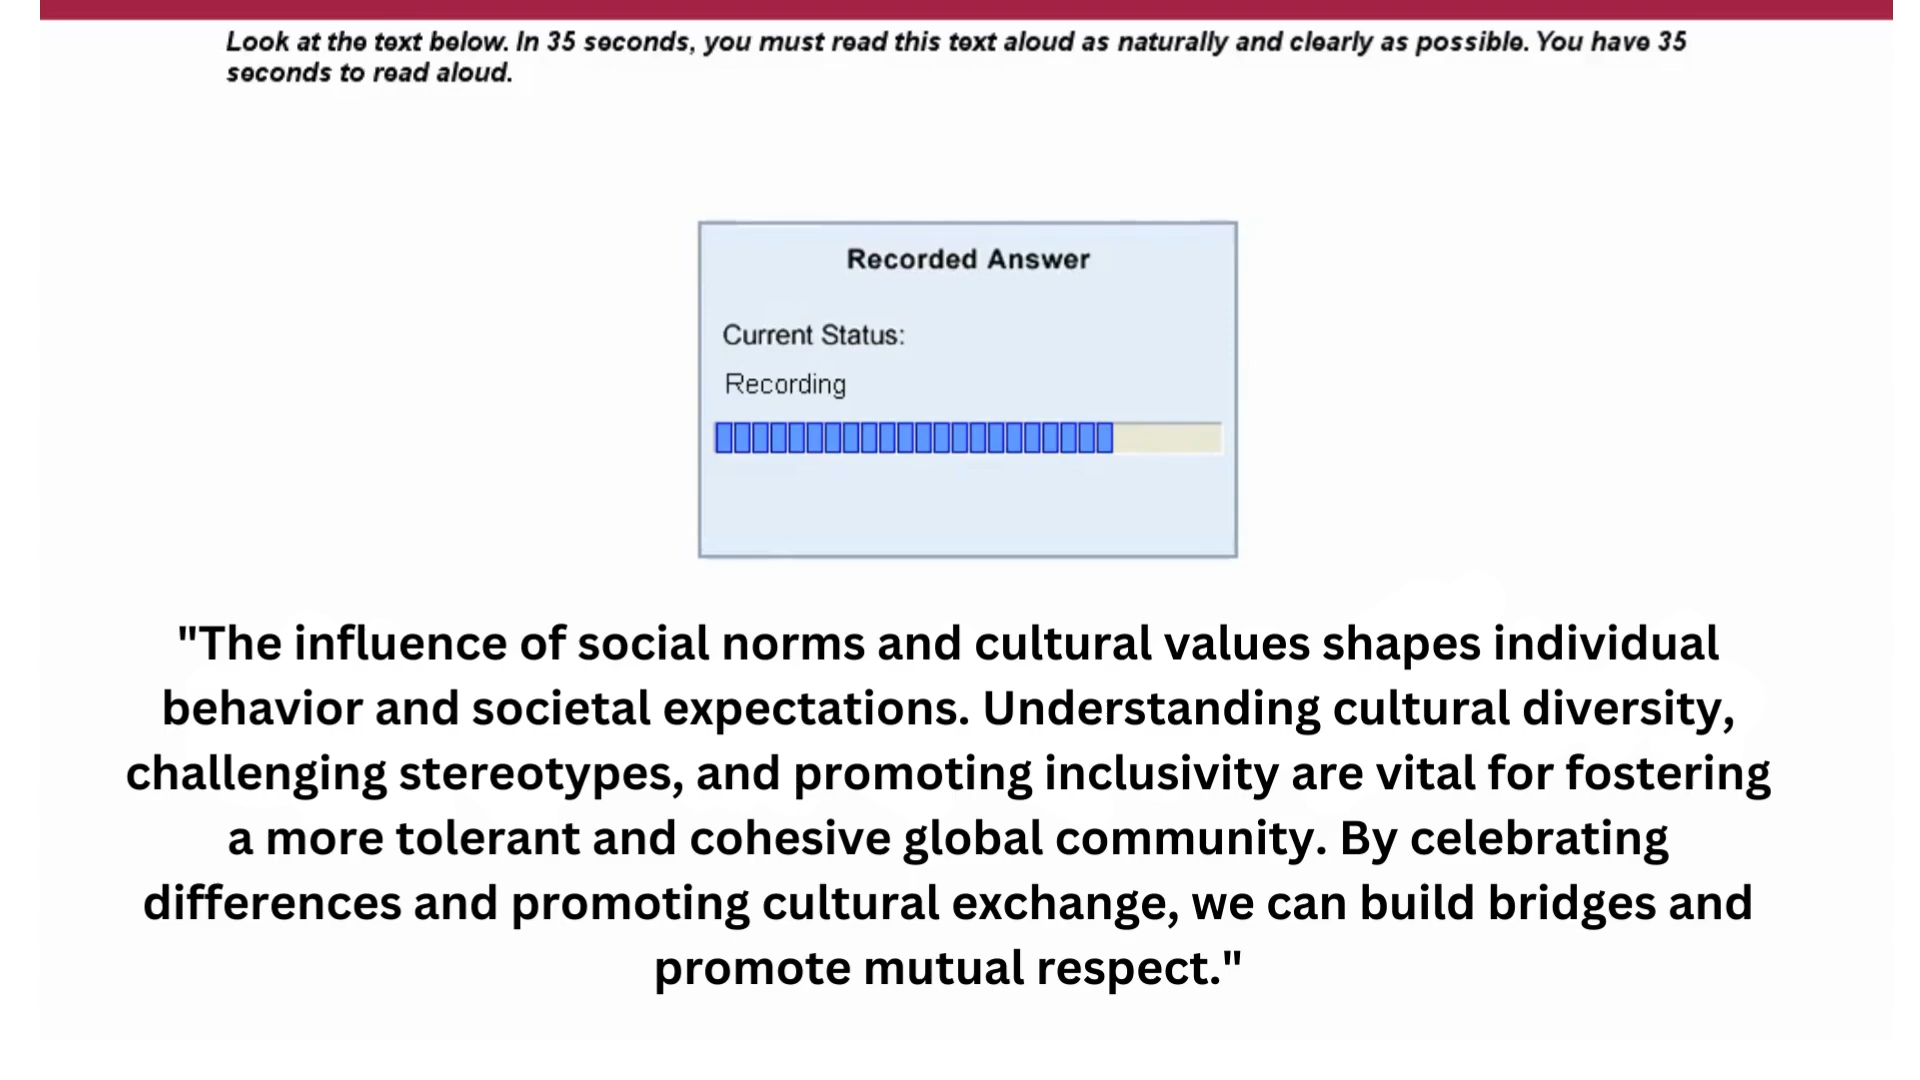 Look at the text below. In 35 seconds, you must read this text aloud as naturally and clearly as possible. You have 35
seconds to read aloud.
Recorded Answer
Current Status:
Recording
"The influence of social norms and cultural values shapes individual
behavior and societal expectations. Understanding cultural diversity,
challenging stereotypes, and promoting inclusivity are vital for fostering
a more tolerant and cohesive global community. By celebrating
differences and promoting cultural exchange, we can build bridges and
promote mutual respect."